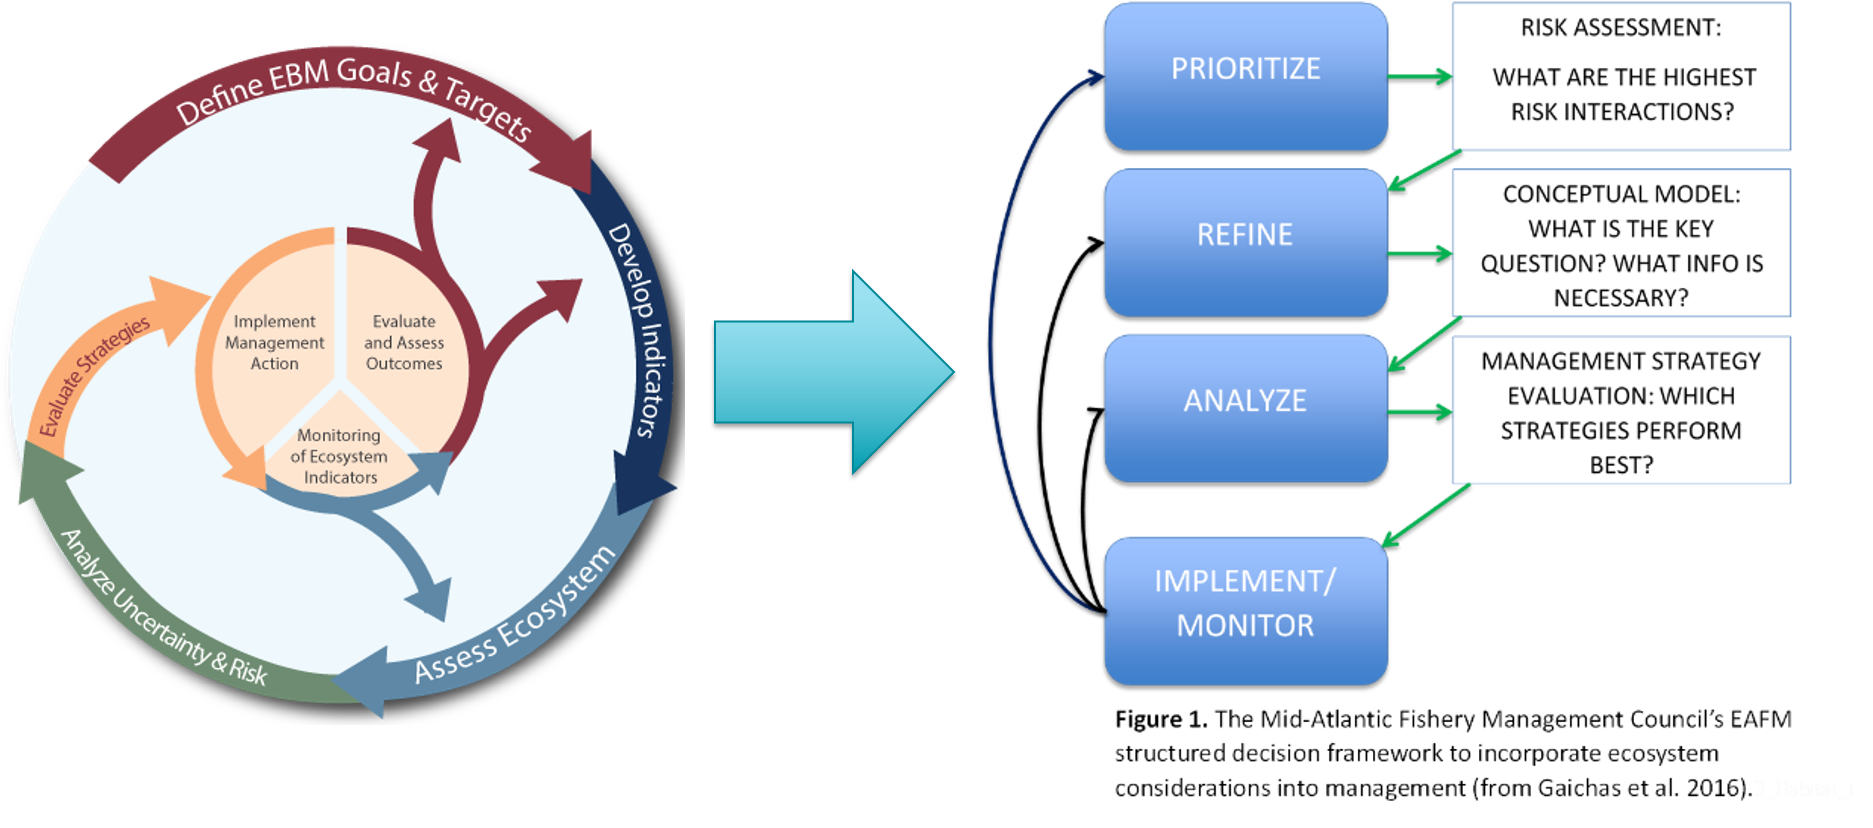 Define EBM Goals & Targets
Develop Indicators
Assess Ecosystem
Analyze Uncertainty & Risk
Evaluate Strategies
Implement
Management
Action
Evaluate
and Assess
Outcomes
Monitoring
of Ecosystem
Indicators
PRIORITIZE
RISK ASSESSMENT:
WHAT ARE THE HIGHEST
RISK INTERACTIONS?
REFINE
CONCEPTUAL MODEL:
WHAT IS THE KEY
QUESTION? WHAT INFO IS
NECESSARY?
ANALYZE
MANAGEMENT STRATEGY
EVALUATION: WHICH
STRATEGIES PERFORM
BEST?
IMPLEMENT/
MONITOR
Figure 1. The Mid-Atlantic Fishery Management Council’s EAFM
structured decision framework to incorporate ecosystem
considerations into management (from Gaichas et al. 2016).